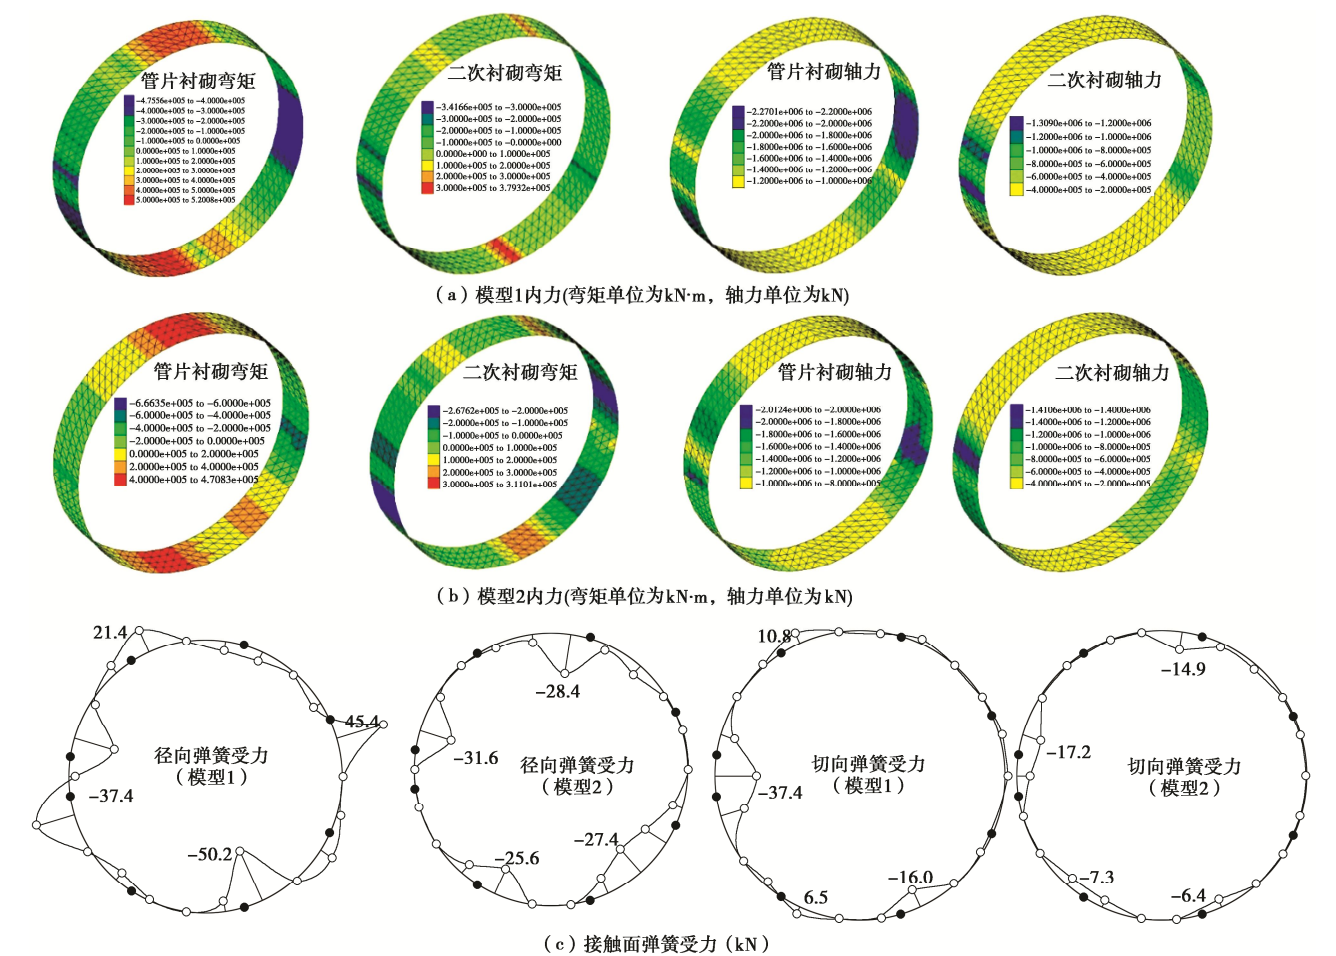 管片衬砌弯矩
-4.7556e+005 to -4.0000e+005
-4.0000e+005 to -3.0000e+005
-3.0000e+005 to -2.0000e+005
-2.0000e+005 to -1.0000e+005
-1.0000e+005 to 0.0000e+005
0.0000e+005 to 1.0000e+005
1.0000e+005 to 2.0000e+005
2.0000e+005 to 3.0000e+005
3.0000e+005 to 4.0000e+005
4.0000e+005 to 5.0000e+005
5.0000e+005 to 5.2008e+005
二次衬砌弯矩
-3.4166e+005 to -3.0000e+005
-3.0000e+005 to -2.0000e+005
-2.0000e+005 to -1.0000e+005
-1.0000e+005 to -0.0000e+000
0.0000e+000 to 1.0000e+005
1.0000e+005 to 2.0000e+005
2.0000e+005 to 3.0000e+005
3.0000e+005 to 3.7932e+005
管片衬砌轴力
-2.2701e+006 to -2.2000e+006
-2.2000e+006 to -2.0000e+006
-2.0000e+006 to -1.8000e+006
-1.8000e+006 to -1.6000e+006
-1.6000e+006 to -1.4000e+006
-1.4000e+006 to -1.2000e+006
-1.2000e+006 to -1.0000e+006
二次衬砌轴力
-1.3090e+006 to -1.2000e+006
-1.2000e+006 to -1.0000e+006
-1.0000e+006 to -8.0000e+005
-8.0000e+005 to -6.0000e+005
-6.0000e+005 to -4.0000e+005
-4.0000e+005 to -2.0000e+005
（a）模型1内力(弯矩单位为kN·m，轴力单位为kN)
管片衬砌弯矩
-6.6635e+005 to -6.0000e+005
-6.0000e+005 to -4.0000e+005
-4.0000e+005 to -2.0000e+005
-2.0000e+005 to 0.0000e+005
0.0000e+005 to 2.0000e+005
2.0000e+005 to 4.0000e+005
4.0000e+005 to 4.7083e+005
二次衬砌弯矩
-2.6762e+005 to -2.0000e+005
-2.0000e+005 to -1.0000e+005
-1.0000e+005 to 0.0000e+005
0.0000e+005 to 1.0000e+005
1.0000e+005 to 2.0000e+005
2.0000e+005 to 3.0000e+005
3.0000e+005 to 3.1101e+005
管片衬砌轴力
-2.0124e+006 to -2.0000e+006
-2.0000e+006 to -1.8000e+006
-1.8000e+006 to -1.6000e+006
-1.6000e+006 to -1.4000e+006
-1.4000e+006 to -1.2000e+006
-1.2000e+006 to -1.0000e+006
-1.0000e+006 to -8.0000e+005
二次衬砌轴力
-1.4106e+006 to -1.4000e+006
-1.4000e+006 to -1.2000e+006
-1.2000e+006 to -1.0000e+006
-1.0000e+006 to -8.0000e+005
-8.0000e+005 to -6.0000e+005
-6.0000e+005 to -4.0000e+005
-4.0000e+005 to -2.0000e+005
（b）模型2内力(弯矩单位为kN·m，轴力单位为kN)
21.4
45.4
径向弹簧受力
（模型1）
-37.4
-50.2
-28.4
-31.6
径向弹簧受力
（模型2）
-27.4
-25.6
10.8
切向弹簧受力
（模型1）
-37.4
-16.0
6.5
-14.9
-17.2
切向弹簧受力
（模型2）
-7.3
-6.4
（c）接触面弹簧受力（kN）